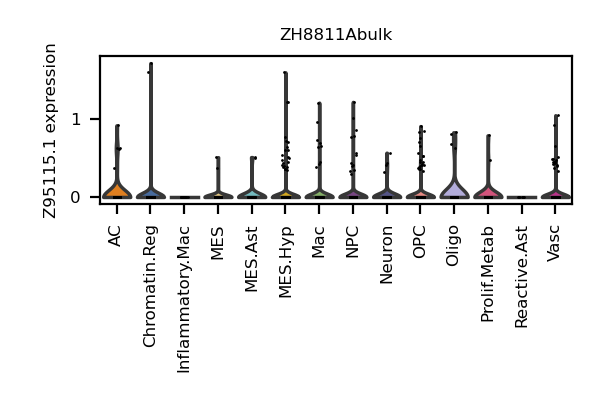 ZH8811Abulk
Z95115.1 expression
1
0
AC
Chromatin.Reg
Inflammatory.Mac
MES
MES.Ast
MES.Hyp
Mac
NPC
Neuron
OPC
Oligo
Prolif.Metab
Reactive.Ast
Vasc